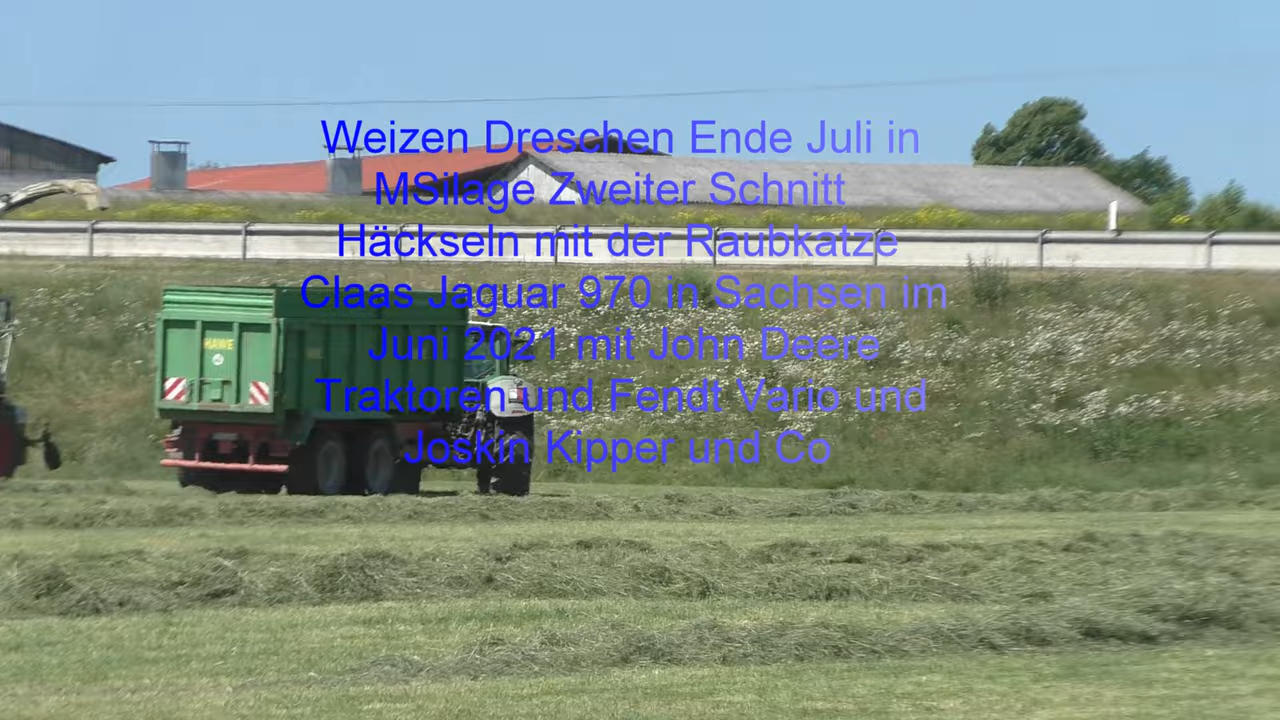 Weizen Dreschen Ende Juli in
MSilage Zweiter Schnitt
Häckseln mit der Raubkatze
Claas Jaguar 970 in Sachsen im
Juni 2021 mit John Deere
Traktoren und Fendt Vario und
Joskin Kipper und Co
HAWE